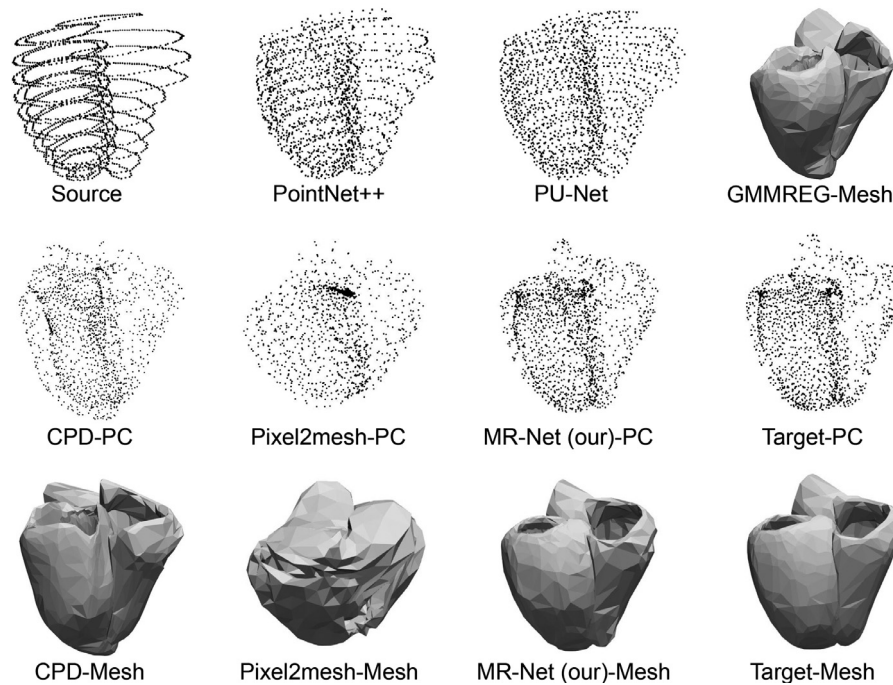 Source
PointNet++
PU-Net
GMMREG-Mesh
CPD-PC
Pixel2mesh-PC
MR-Net (our)-PC
Target-PC
CPD-Mesh
Pixel2mesh-Mesh
MR-Net (our)-Mesh
Target-Mesh